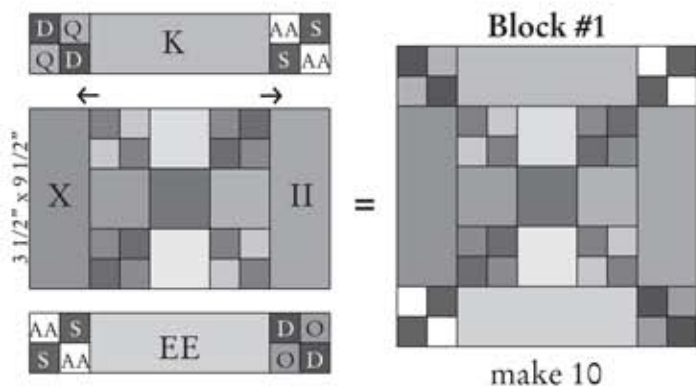 Block #1
D Q K AA S
Q D S AA
3 1/2" x 9 1/2"
X II
=
AA S EE D O
S AA O D
make 10